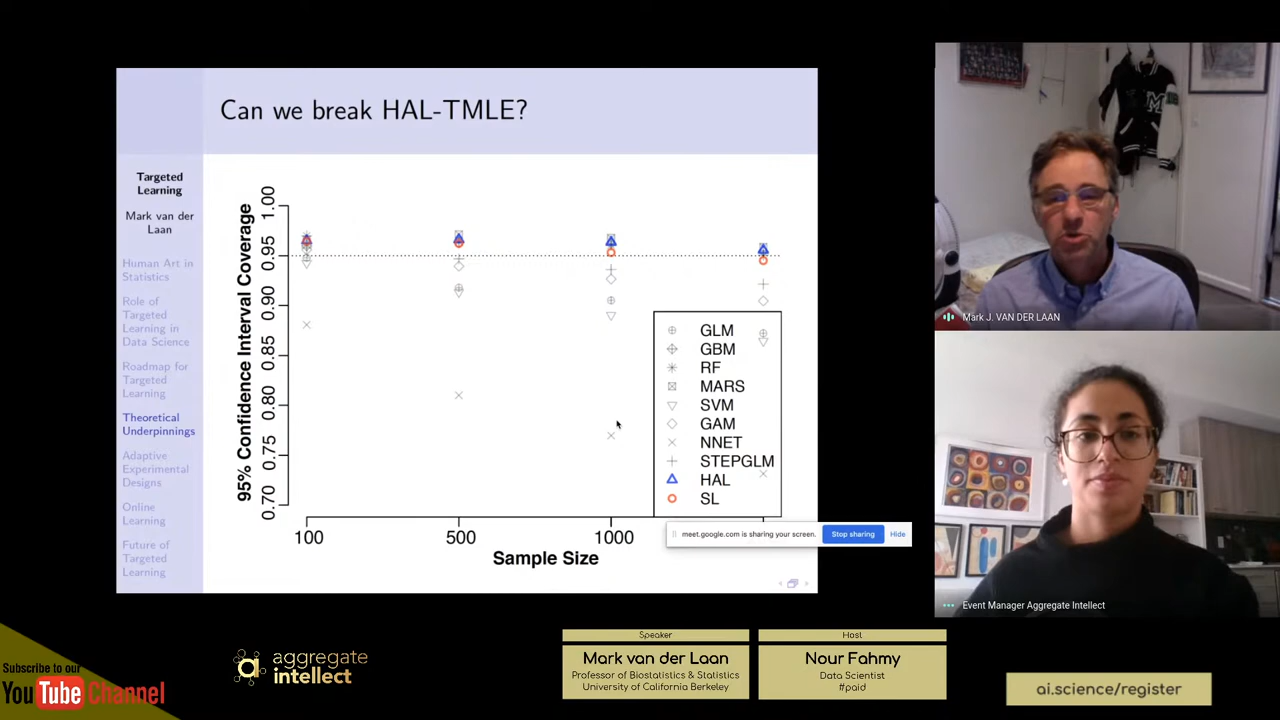 Can we break HAL-TMLE?
Targeted
Learning
Mark van der
Laan
Human Art in
Statistics
Role of
Targeted
Learning in
Data Science
Roadmap for
Targeted
Learning
Theoretical
Underpinnings
Adaptive
Experimental
Designs
Online
Learning
Future of
Targeted
Learning
95% Confidence Interval Coverage
1.00
0.95
0.90
0.85
0.80
0.75
0.70
GLM
GBM
RF
MARS
SVM
GAM
NNET
STEPGLM
HAL
SL
100
500
1000
Sample Size
meet.google.com is sharing your screen.
Stop sharing
Hide
M
Mark J. VAN DER LAAN
Event Manager Aggregate Intellect
Subscribe to our
YouTube Channel
aggregate
intellect
Speaker
Mark van der Laan
Professor of Biostatistics & Statistics
University of California Berkeley
Host
Nour Fahmy
Data Scientist
#paid
ai.science/register